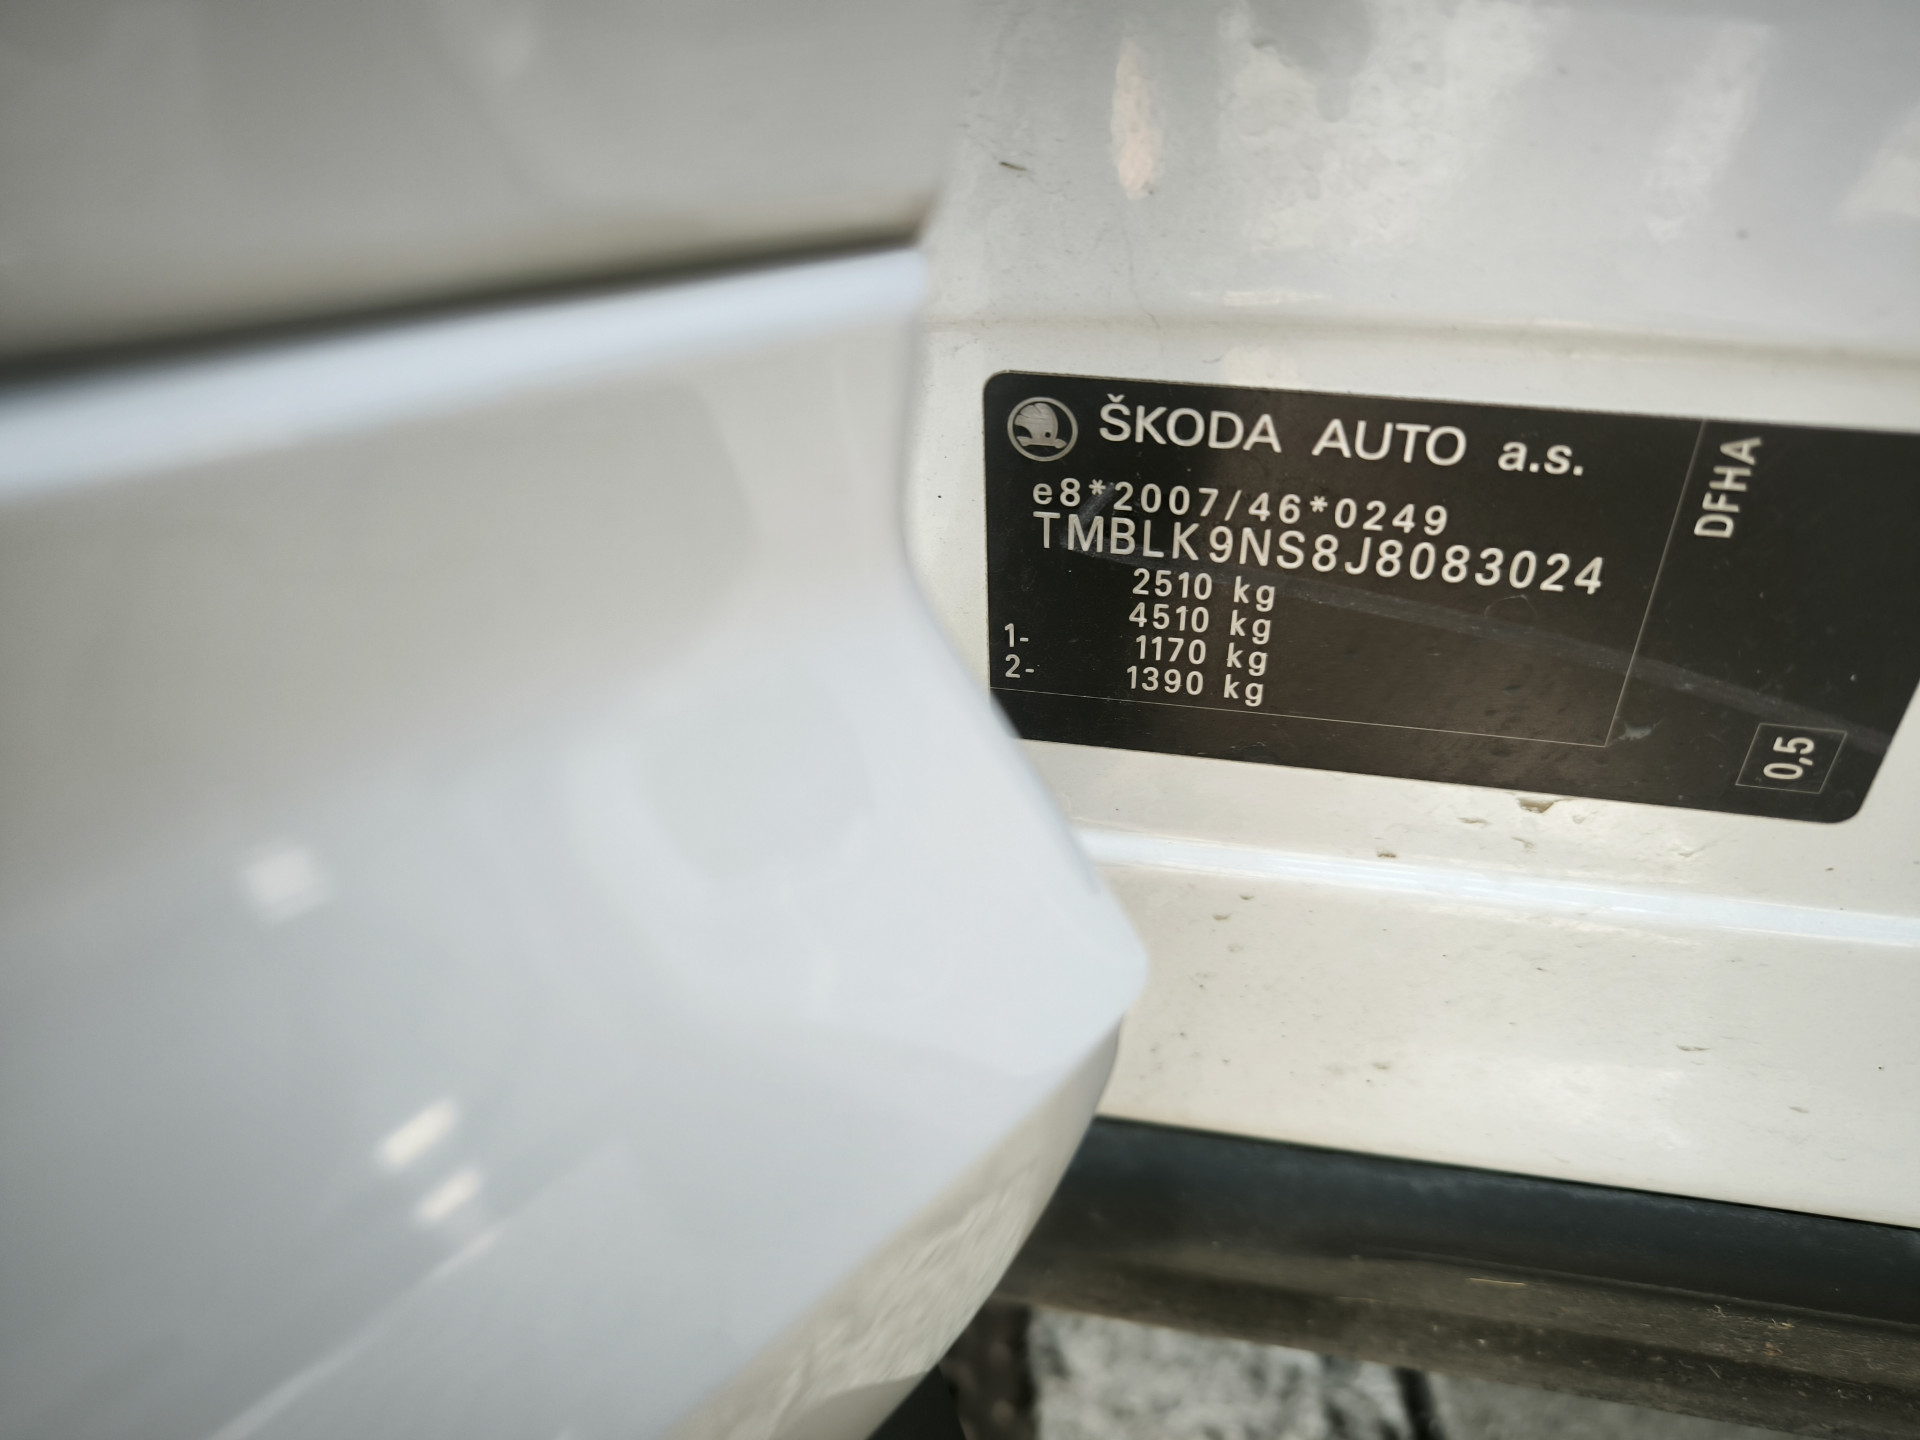 ŠKODA AUTO a.s.
e8*2007/46*0249
TMBLK9NS8J8083024
2510 kg
4510 kg
1- 1170 kg
2- 1390 kg
DFHA
0,5